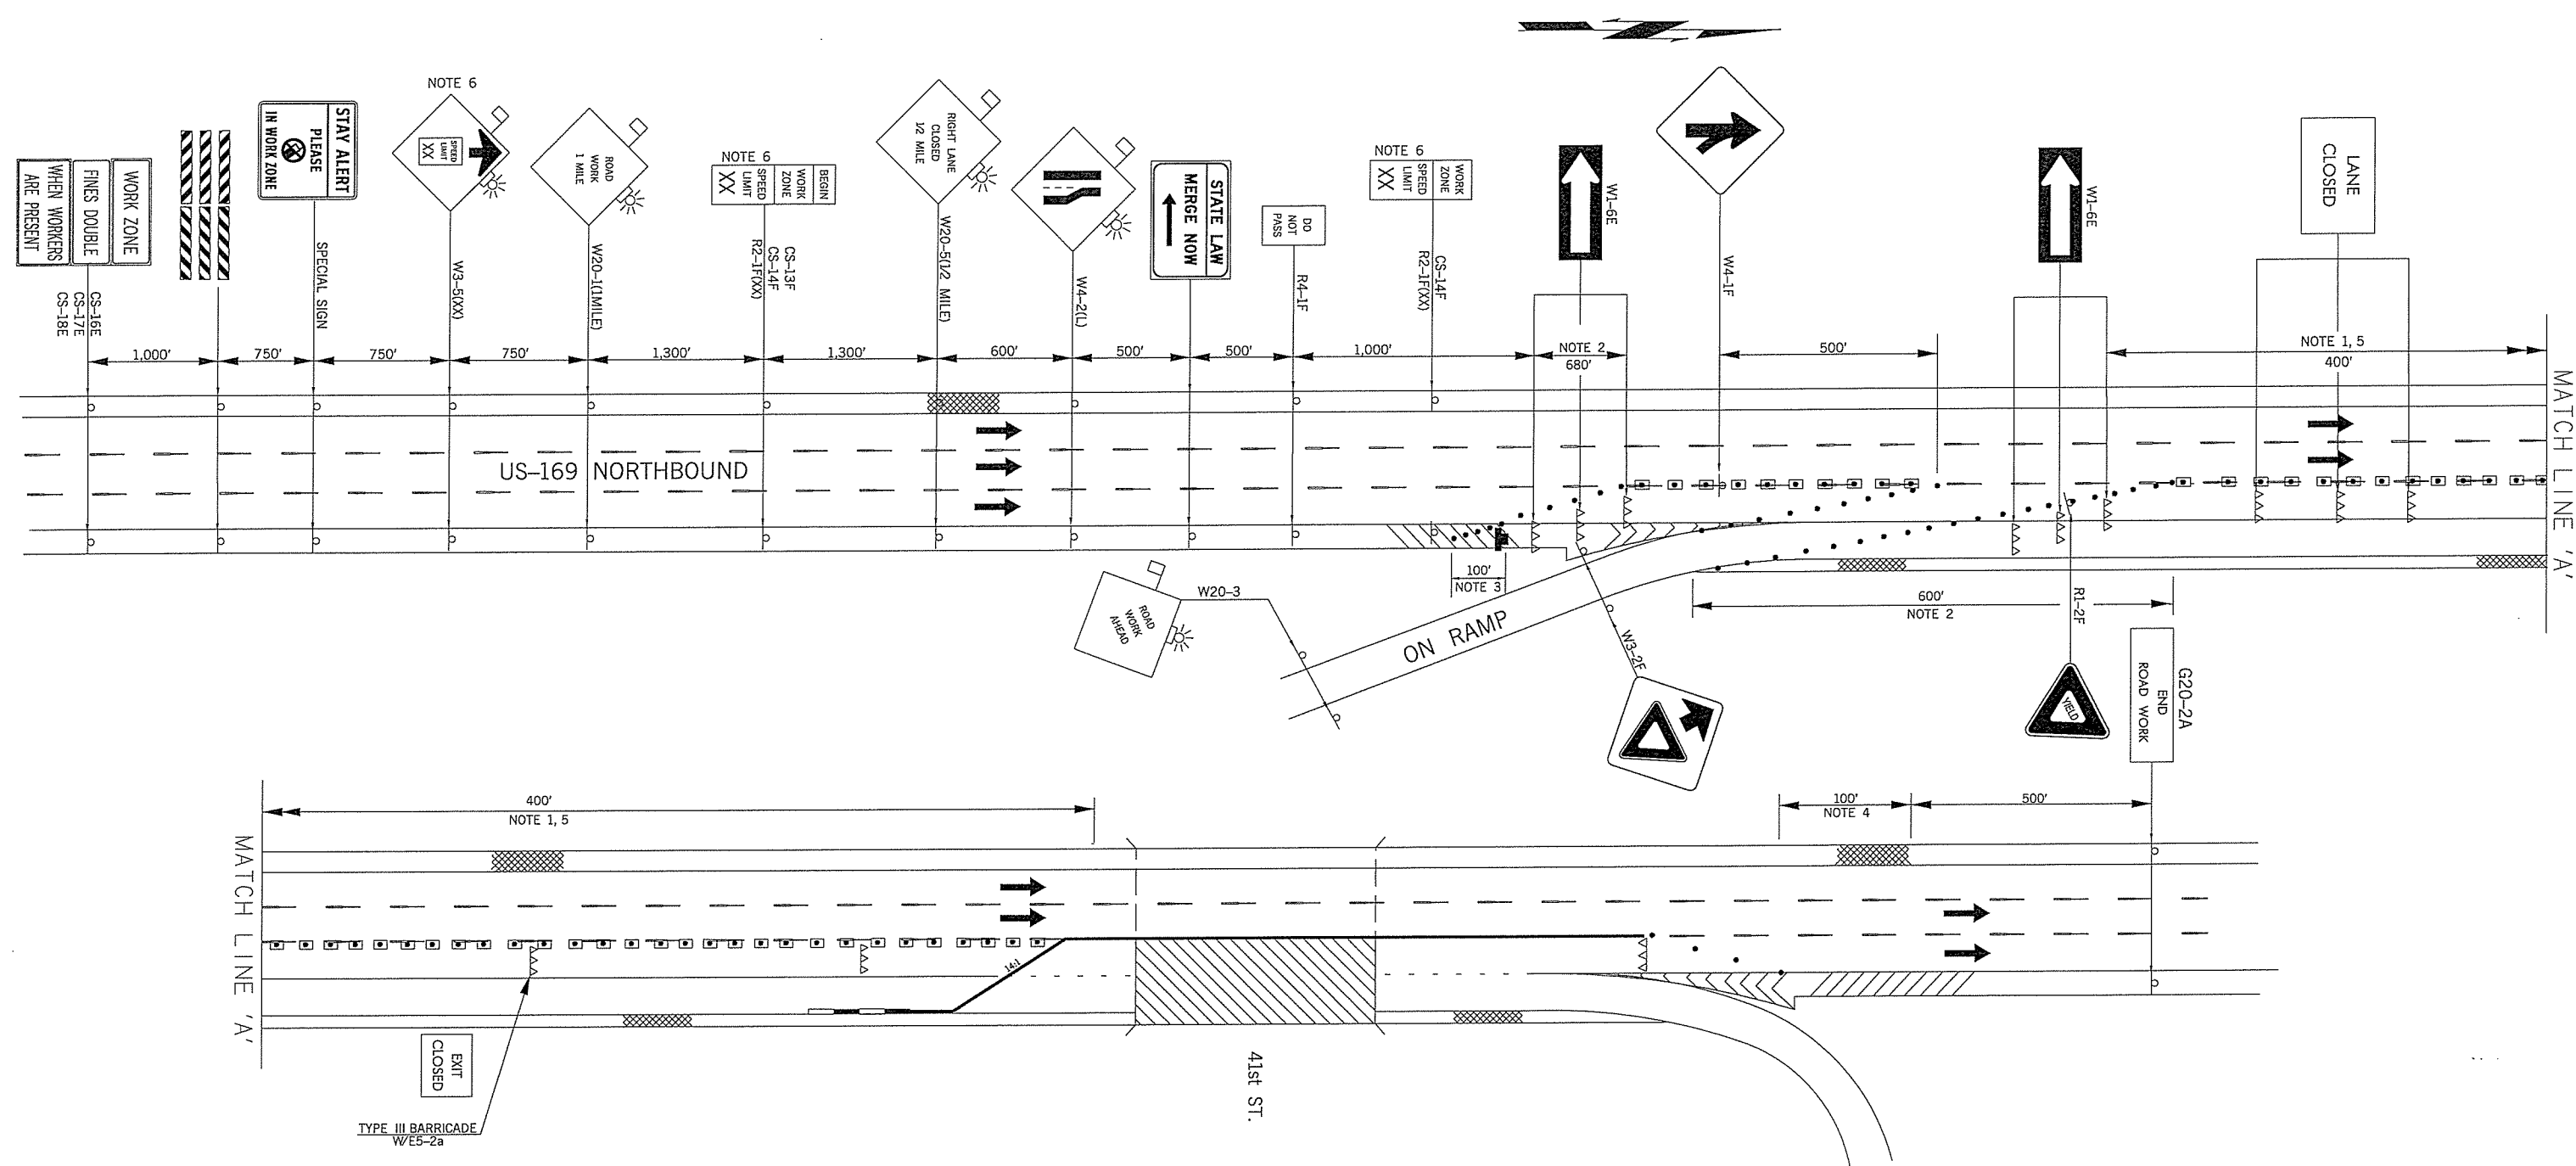 NOTE 6
WORK ZONE
FINES DOUBLE
WHEN WORKERS
ARE PRESENT
CS-16E
CS-17E
CS-18E
STAY ALERT
PLEASE
IN WORK ZONE
SPECIAL SIGN
SPEED
LIMIT
XX
W3-5(X)
ROAD
WORK
1 MILE
W20-1(1MILE)
NOTE 6
BEGIN
WORK
ZONE
SPEED
LIMIT
XX
CS-13F
CS-14F
R2-1F(XX)
RIGHT LANE
CLOSED
1/2 MILE
W20-5(1/2 MILE)
W4-2(L)
STATE LAW
MERGE NOW
DO
NOT
PASS
R4-1F
NOTE 6
WORK
ZONE
SPEED
LIMIT
XX
CS-14F
R2-1F(XX)
W1-6E
W4-1F
W1-6E
LANE
CLOSED
1,000'
750'
750'
750'
1,300'
1,300'
600'
500'
500'
1,000'
NOTE 2
680'
500'
NOTE 1, 5
400'
MATCH LINE 'A'
US-169 NORTHBOUND
100'
NOTE 3
W20-3
ROAD
WORK
AHEAD
ON RAMP
W3-2F
600'
NOTE 2
R1-2F
YIELD
END
ROAD WORK
G20-2A
400'
NOTE 1, 5
100'
NOTE 4
500'
MATCH LINE 'A'
14:1
EXIT
CLOSED
41st ST.
TYPE III BARRICADE
W/E5-2a